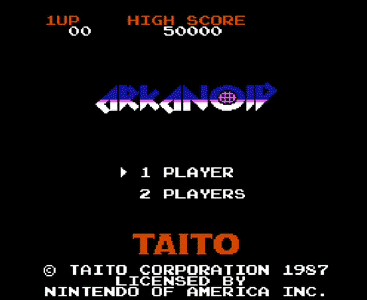 1UP HIGH SCORE
00 50000
ARKANOID
1 PLAYER
2 PLAYERS
TAITO
© TAITO CORPORATION 1987
LICENSED BY
NINTENDO OF AMERICA INC.